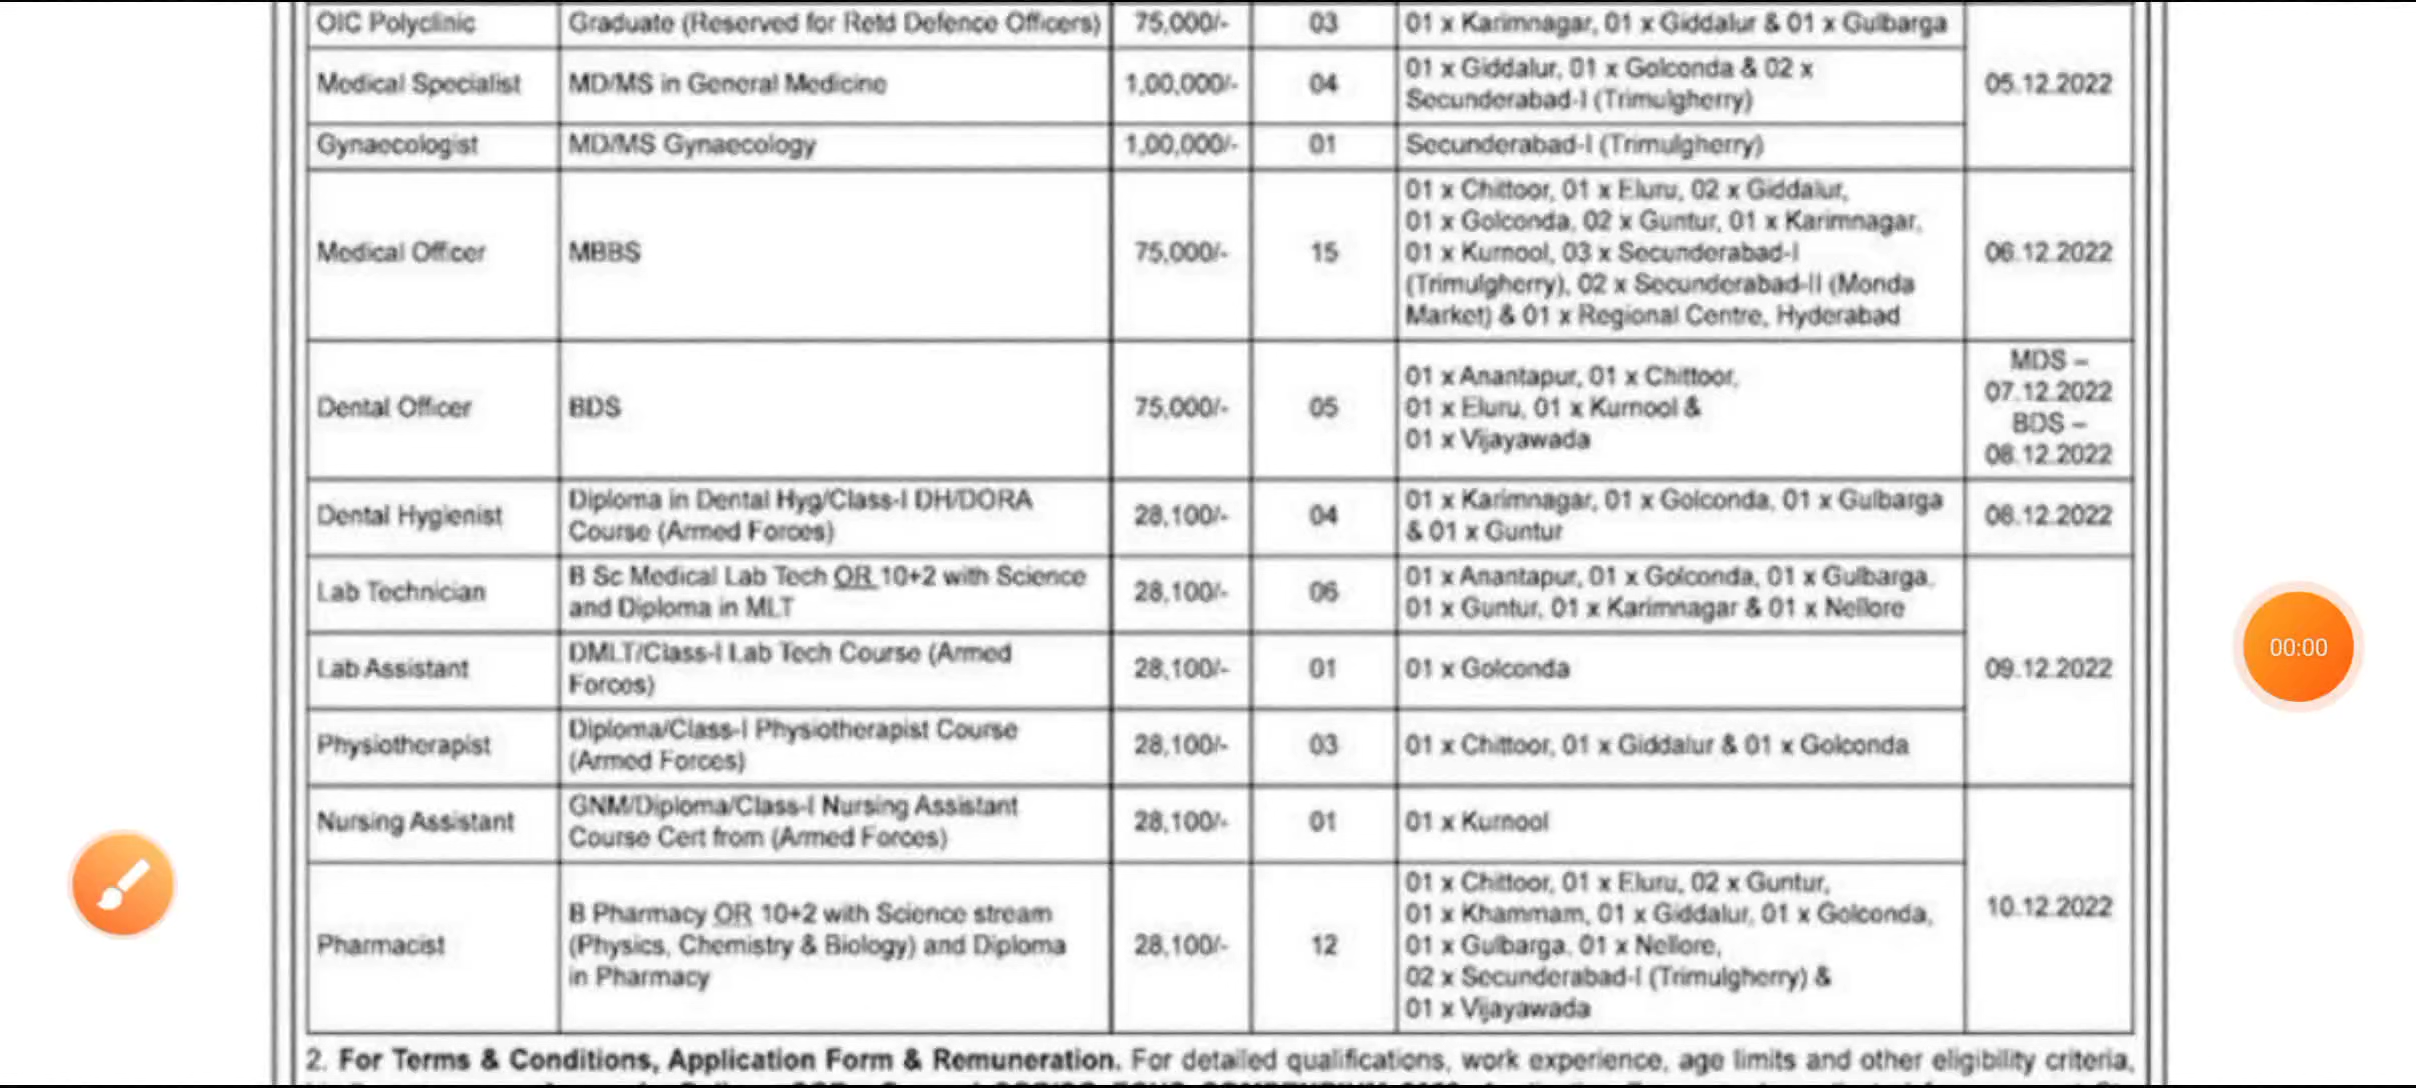 OIC Polyclinic Graduate (Reserved for Retd Defence Officers) 75,000/- 03 01 x Karimnagar, 01 x Giddalur & 01 x Gulbarga
Medical Specialist MD/MS in General Medicine 1,00,000/- 04 01 x Giddalur, 01 x Golconda & 02 x
Secunderabad-I (Trimulgherry)
05.12.2022
Gynaecologist MD/MS Gynaecology 1,00,000/- 01 Secunderabad-I (Trimulgherry)
Medical Officer MBBS 75,000/- 15
01 x Chittoor, 01 x Eluru, 02 x Giddalur,
01 x Golconda, 02 x Guntur, 01 x Karimnagar,
01 x Kurnool, 03 x Secunderabad-I
(Trimulgherry), 02 x Secunderabad-II (Monda
Market) & 01 x Regional Centre, Hyderabad
06.12.2022
Dental Officer BDS 75,000/- 05
01 x Anantapur, 01 x Chittoor,
01 x Eluru, 01 x Kurnool &
01 x Vijayawada
MDS –
07.12.2022
BDS –
08.12.2022
Dental Hygienist
Diploma in Dental Hyg/Class-I DH/DORA
Course (Armed Forces)
28,100/- 04
01 x Karimnagar, 01 x Golconda, 01 x Gulbarga
& 01 x Guntur
08.12.2022
Lab Technician
B Sc Medical Lab Tech OR 10+2 with Science
and Diploma in MLT
28,100/- 06
01 x Anantapur, 01 x Golconda, 01 x Gulbarga,
01 x Guntur, 01 x Karimnagar & 01 x Nellore
Lab Assistant
DMLT/Class-I Lab Tech Course (Armed
Forces)
28,100/- 01 01 x Golconda
09.12.2022
Physiotherapist
Diploma/Class-I Physiotherapist Course
(Armed Forces)
28,100/- 03 01 x Chittoor, 01 x Giddalur & 01 x Golconda
Nursing Assistant
GNM/Diploma/Class-I Nursing Assistant
Course Cert from (Armed Forces)
28,100/- 01 01 x Kurnool
Pharmacist
B Pharmacy OR 10+2 with Science stream
(Physics, Chemistry & Biology) and Diploma
in Pharmacy
28,100/- 12
01 x Chittoor, 01 x Eluru, 02 x Guntur,
01 x Khammam, 01 x Giddalur, 01 x Golconda,
01 x Gulbarga, 01 x Nellore,
02 x Secunderabad-I (Trimulgherry) &
01 x Vijayawada
10.12.2022
2. For Terms & Conditions, Application Form & Remuneration. For detailed qualifications, work experience, age limits and other eligibility criteria,
00:00